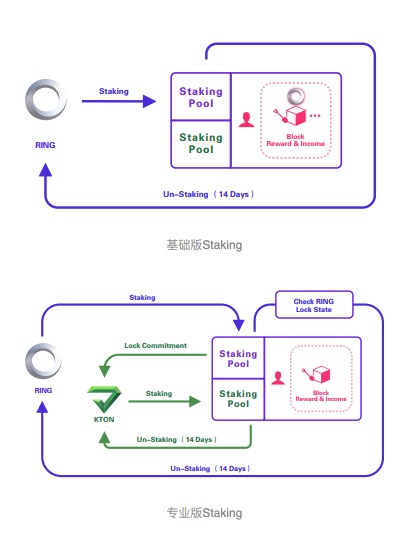 Staking
Staking
Pool
Staking
Pool
RING
Block
Reward & Income
Un-Staking ( 14 Days )
基础版Staking
Staking
Check RING
Lock State
Lock Commitment
Staking
Pool
RING
Staking
Staking
Pool
Block
Reward & Income
KTON
Un-Staking ( 14 Days )
Un-Staking ( 14 Days )
专业版Staking